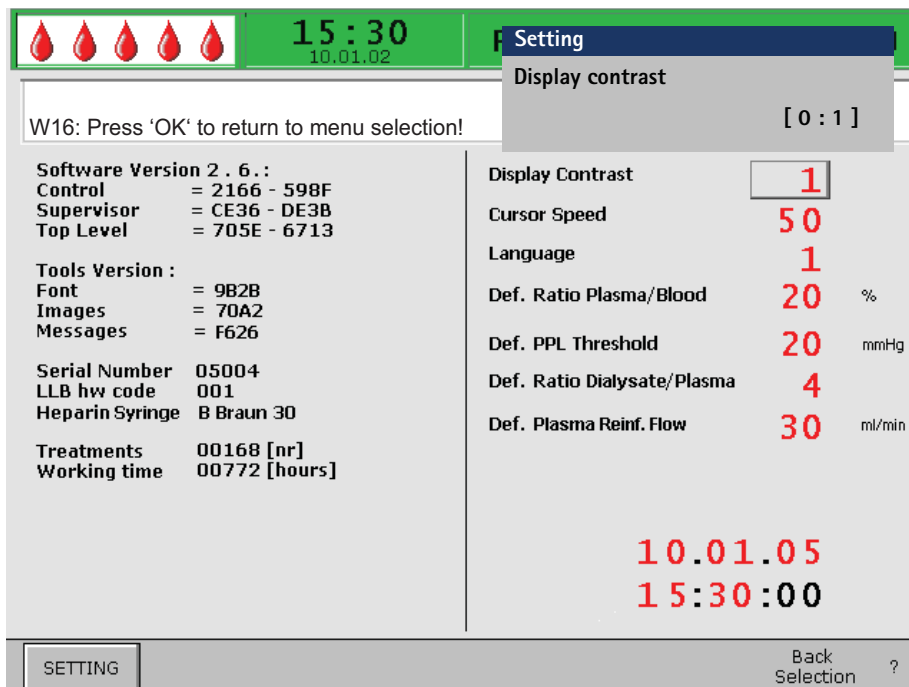 15:30
10.01.02
Setting
Display contrast
[ 0 : 1 ]
W16: Press ‘OK‘ to return to menu selection!
Software Version 2 . 6 . :
Control = 2166 - 598F
Supervisor = CE36 - DE3B
Top Level = 705E - 6713
Tools Version :
Font = 9B2B
Images = 70A2
Messages = F626
Serial Number 05004
LLB hw code 001
Heparin Syringe B Braun 30
Treatments 00168 [nr]
Working time 00772 [hours]
Display Contrast 1
Cursor Speed 50
Language 1
Def. Ratio Plasma/Blood 20 %
Def. PPL Threshold 20 mmHg
Def. Ratio Dialysate/Plasma 4
Def. Plasma Reinf. Flow 30 ml/min
10.01.05
15:30:00
SETTING
Back
Selection
?